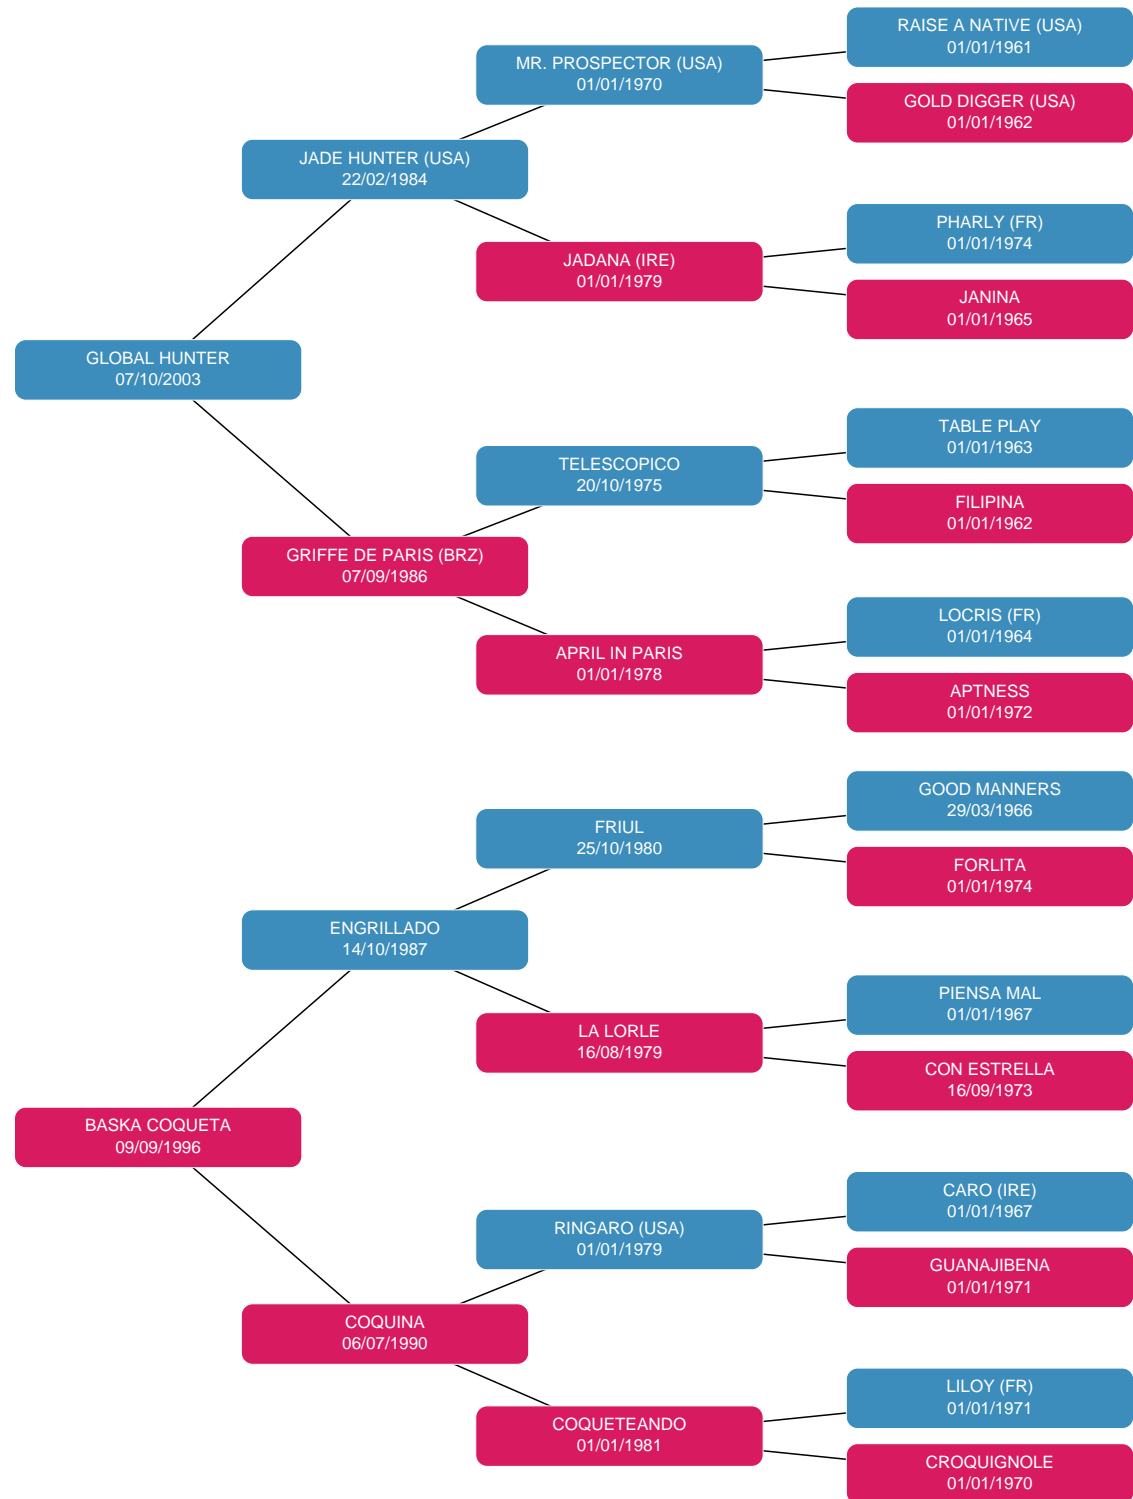 RAISE A NATIVE (USA)
01/01/1961
MR. PROSPECTOR (USA)
01/01/1970
GOLD DIGGER (USA)
01/01/1962
JADE HUNTER (USA)
22/02/1984
PHARLY (FR)
01/01/1974
JADANA (IRE)
01/01/1979
JANINA
01/01/1965
GLOBAL HUNTER
07/10/2003
TABLE PLAY
01/01/1963
TELESCOPICO
20/10/1975
FILIPINA
01/01/1962
GRIFFE DE PARIS (BRZ)
07/09/1986
LOCRIS (FR)
01/01/1964
APRIL IN PARIS
01/01/1978
APTNESS
01/01/1972
GOOD MANNERS
29/03/1966
FRIUL
25/10/1980
FORLITA
01/01/1974
ENGRILLADO
14/10/1987
PIENSA MAL
01/01/1967
LA LORLE
16/08/1979
CON ESTRELLA
16/09/1973
BASKA COQUETA
09/09/1996
CARO (IRE)
01/01/1967
RINGARO (USA)
01/01/1979
GUANAJIBENA
01/01/1971
COQUINA
06/07/1990
LILOY (FR)
01/01/1971
COQUETEANDO
01/01/1981
CROQUIGNOLE
01/01/1970